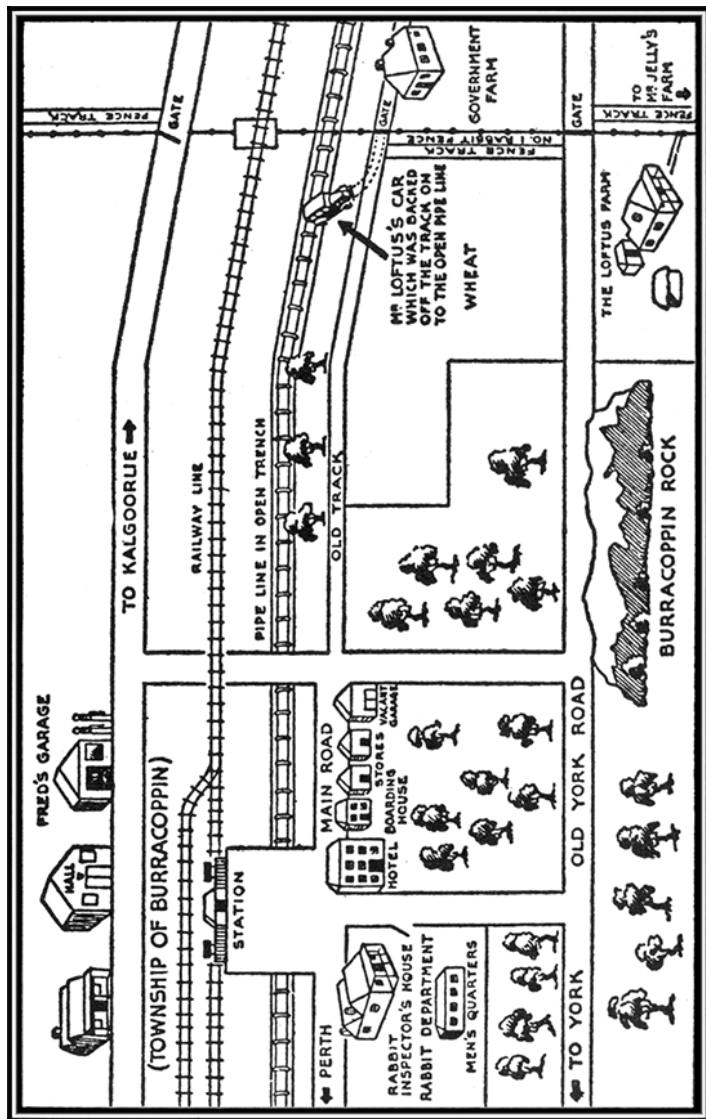 FRED'S GARAGE
HALL
TO KALGOORLIE
GATE
FENCE TRACK
(TOWNSHIP OF BURRACOPPIN)
RAILWAY LINE
STATION
PIPE LINE IN OPEN TRENCH
PERTH
MAIN ROAD
OLD TRACK
GATE
MR LOFTUS'S CAR
WHICH WAS BACKED
OFF THE TRACK ON
TO THE OPEN PIPE LINE
WHEAT
GOVERNMENT
FARM
FENCE TRACK
NO. 1 RABBIT FENCE
HOTEL
BOARDING
HOUSE
STORES
VACANT
GARAGE
RABBIT
INSPECTOR'S HOUSE
RABBIT DEPARTMENT
MEN'S QUARTERS
TO YORK
OLD YORK ROAD
GATE
BURRACOPPIN ROCK
THE LOFTUS FARM
FENCE TRACK
TO
MR JELLY'S
FARM